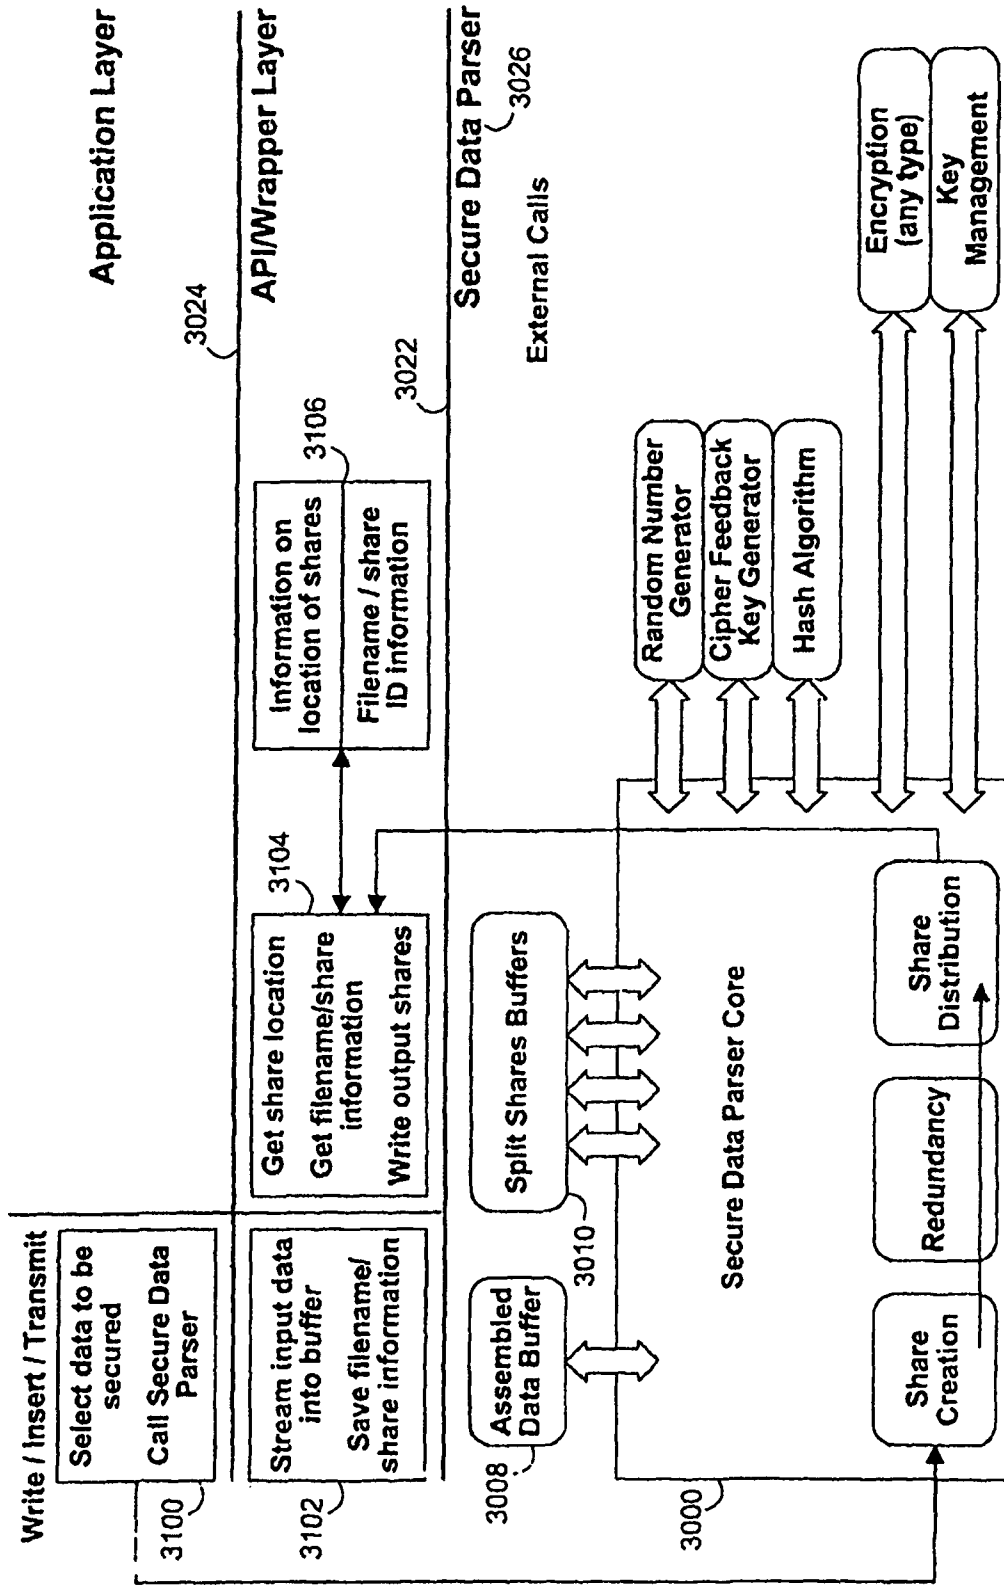 Write / Insert / Transmit
Application Layer
Select data to be
secured
Call Secure Data
Parser
3100
3024
API/Wrapper Layer
Stream input data
into buffer
Save filename/
share information
3102
Get share location
Get filename/share
information
Write output shares
3104
Information on
location of shares
Filename / share
ID information
3106
3022
Secure Data Parser
3026
External Calls
Assembled
Data Buffer
3008
Split Shares Buffers
3010
Random Number
Generator
Cipher Feedback
Key Generator
Hash Algorithm
Secure Data Parser Core
3000
Share
Creation
Redundancy
Share
Distribution
Encryption
(any type)
Key
Management